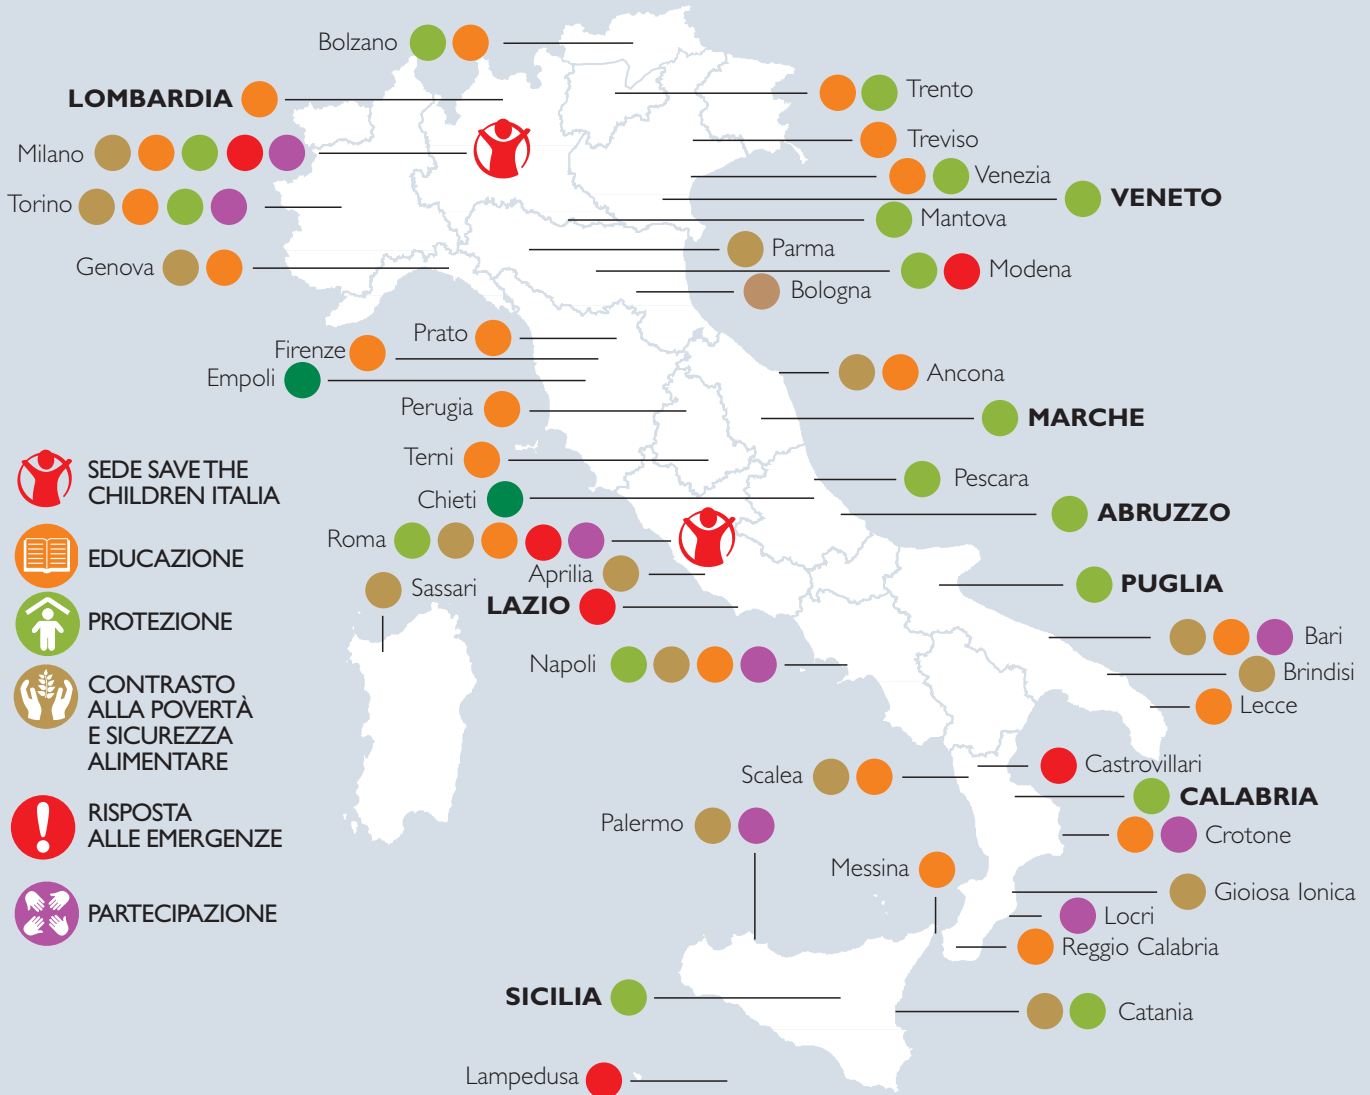 Bolzano
LOMBARDIA
Trento
Treviso
Milano
Venezia
VENETO
Torino
Mantova
Parma
Genova
Modena
Bologna
Prato
Firenze
Empoli
Ancona
Perugia
MARCHE
Terni
SEDE SAVE THE
CHILDREN ITALIA
Pescara
Chieti
ABRUZZO
Roma
EDUCAZIONE
Aprilia
Sassari
PUGLIA
LAZIO
PROTEZIONE
Bari
Napoli
Brindisi
CONTRASTO
ALLA POVERTÀ
E SICUREZZA
ALIMENTARE
Lecce
Castrovillari
Scalea
CALABRIA
RISPOSTA
ALLE EMERGENZE
Palermo
Crotone
Messina
Gioiosa Ionica
PARTECIPAZIONE
Locri
Reggio Calabria
SICILIA
Catania
Lampedusa